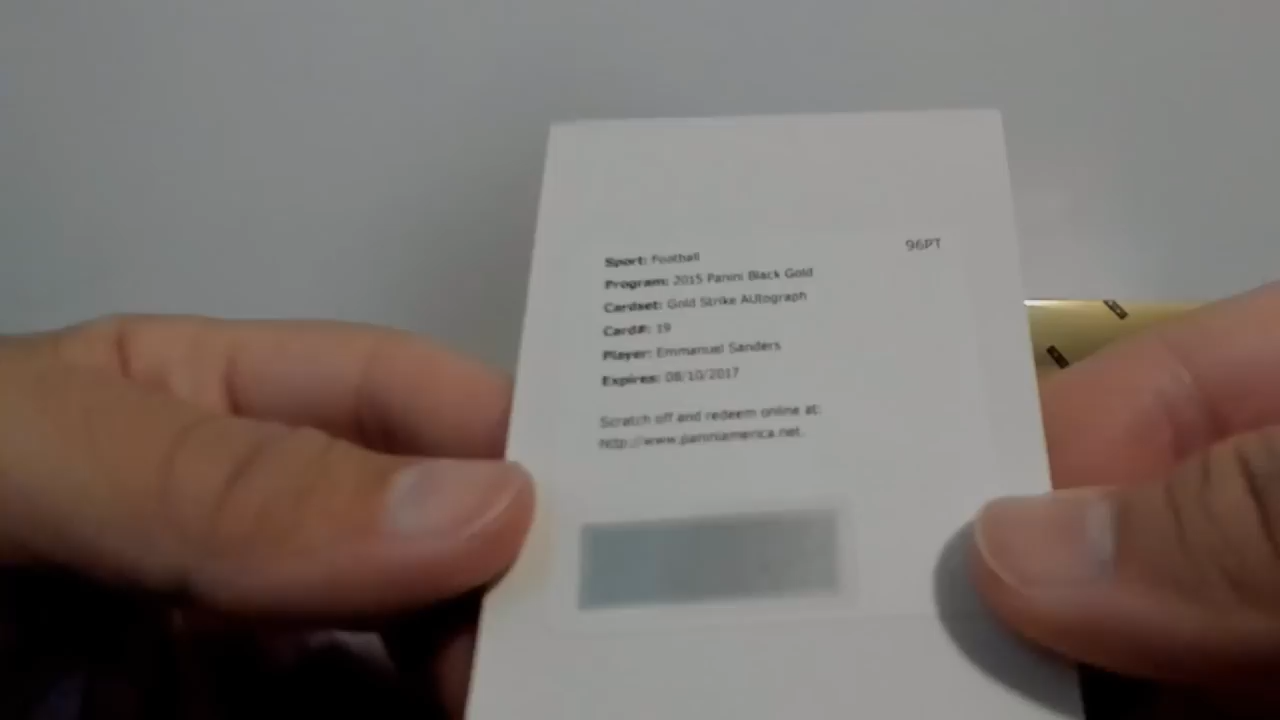 96PT
Sport: Football
Program: 2015 Panini Black Gold
Cardset: Gold Strike AUtograph
Card#: 19
Player: Emmanuel Sanders
Expires: 08/10/2017
Scratch off and redeem online at:
http://www.paniniamerica.net.